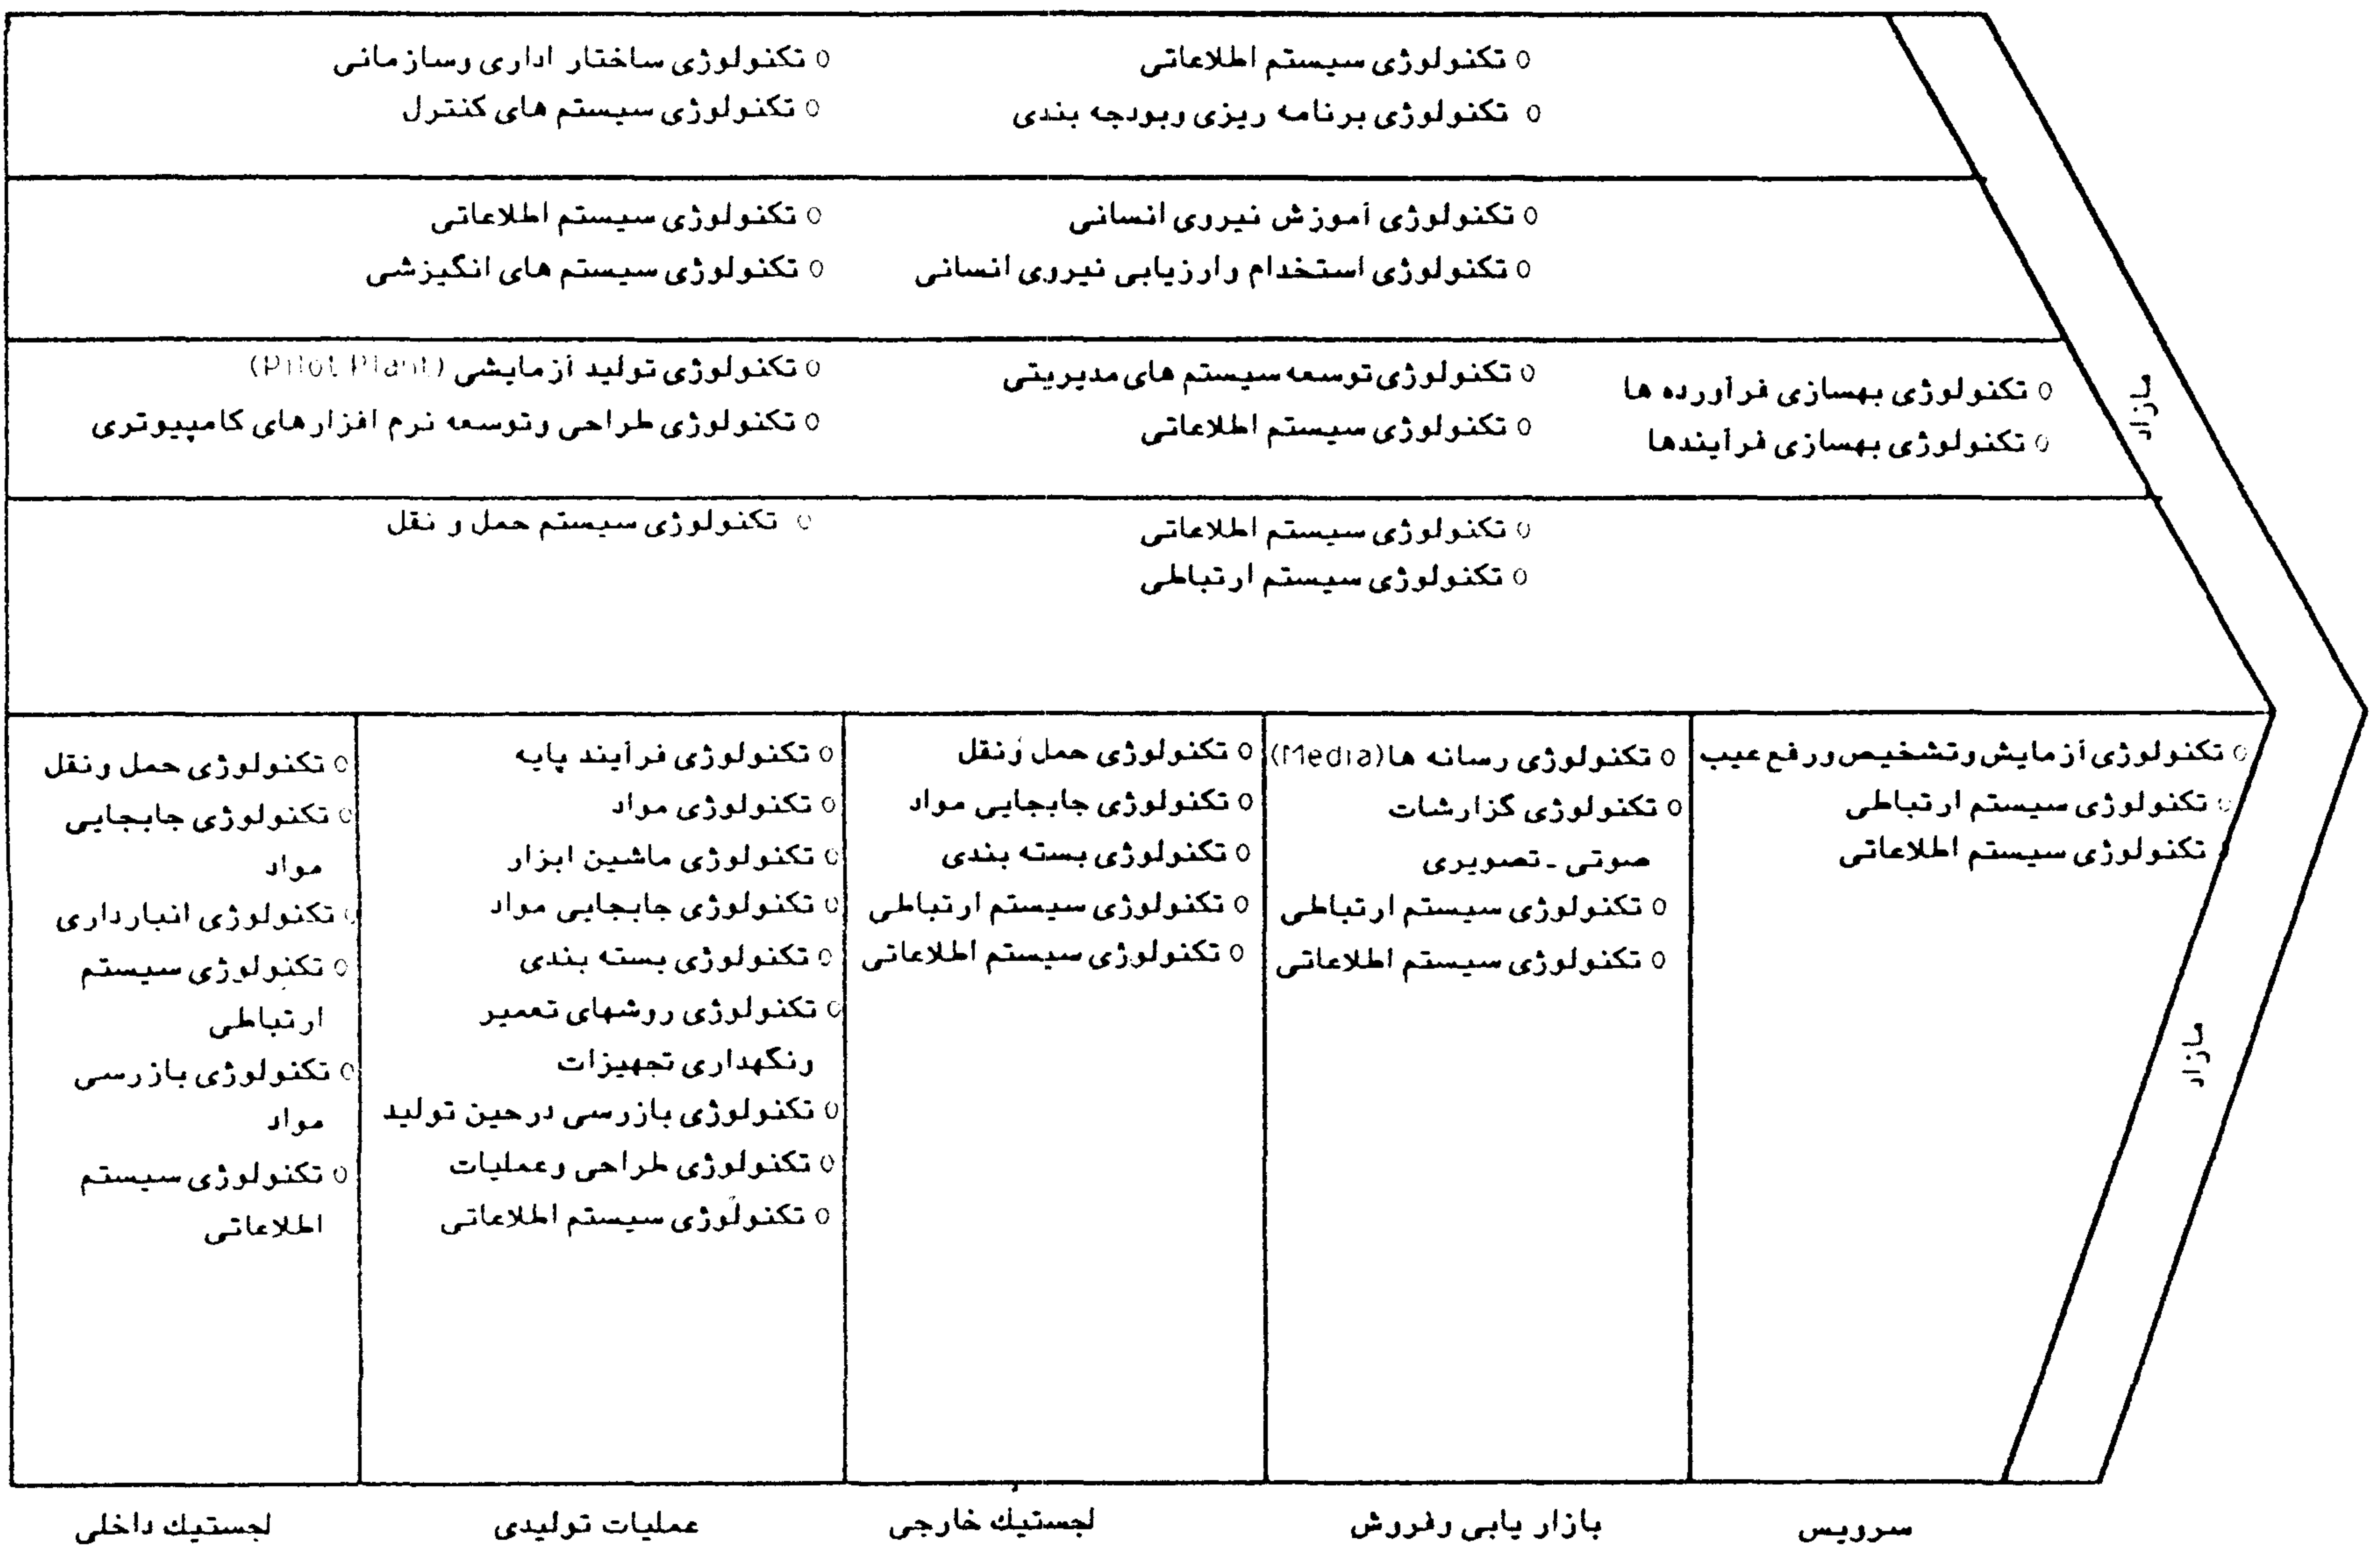 تکنولوژی سیستم اطلاعاتی
تکنولوژی برنامه ریزی وبودجه بندی
تکنولوژی ساختار اداری وسازمانی
تکنولوژی سیستم های کنترل
تکنولوژی آموزش نیروی انسانی
تکنولوژی استخدام وارزیابی نیروی انسانی
تکنولوژی سیستم اطلاعاتی
تکنولوژی سیستم های انگیزشی
تکنولوژی بهسازی فرآورده ها
تکنولوژی بهسازی فرآیندها
تکنولوژی توسعه سیستم های مدیریتی
تکنولوژی سیستم اطلاعاتی
تکنولوژی تولید آزمایشی (Pilot Plant)
تکنولوژی طراحی وتوسعه نرم افزارهای کامپیوتری
مازاد
تکنولوژی سیستم اطلاعاتی
تکنولوژی سیستم ارتباطی
تکنولوژی سیستم حمل و نقل
تکنولوژی آزمایش وتشخیص ورفع عیب
تکنولوژی سیستم ارتباطی
تکنولوژی سیستم اطلاعاتی
تکنولوژی رسانه ها(Media)
تکنولوژی گزارشات
صوتی - تصویری
تکنولوژی سیستم ارتباطی
تکنولوژی سیستم اطلاعاتی
تکنولوژی حمل ونقل
تکنولوژی جابجایی مواد
تکنولوژی بسته بندی
تکنولوژی سیستم ارتباطی
تکنولوژی سیستم اطلاعاتی
تکنولوژی فرآیند پایه
تکنولوژی مواد
تکنولوژی ماشین ابزار
تکنولوژی جابجایی مواد
تکنولوژی بسته بندی
تکنولوژی روشهای تعمیر
ونگهداری تجهیزات
تکنولوژی بازرسی درحین تولید
تکنولوژی طراحی وعملیات
تکنولوژی سیستم اطلاعاتی
تکنولوژی حمل ونقل
تکنولوژی جابجایی
مواد
تکنولوژی انبارداری
تکنولوژی سیستم
ارتباطی
تکنولوژی بازرسی
مواد
تکنولوژی سیستم
اطلاعاتی
مازاد
سرویس
بازار یابی وفروش
لجستیك خارجی
عملیات تولیدی
لجستیك داخلی